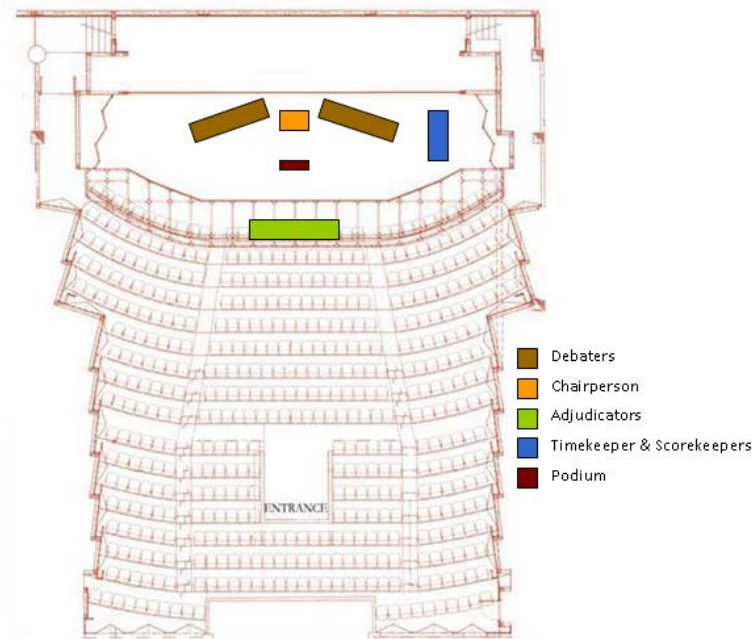 Debaters
Chairperson
Adjudicators
Timekeeper & Scorekeepers
Podium
ENTRANCE